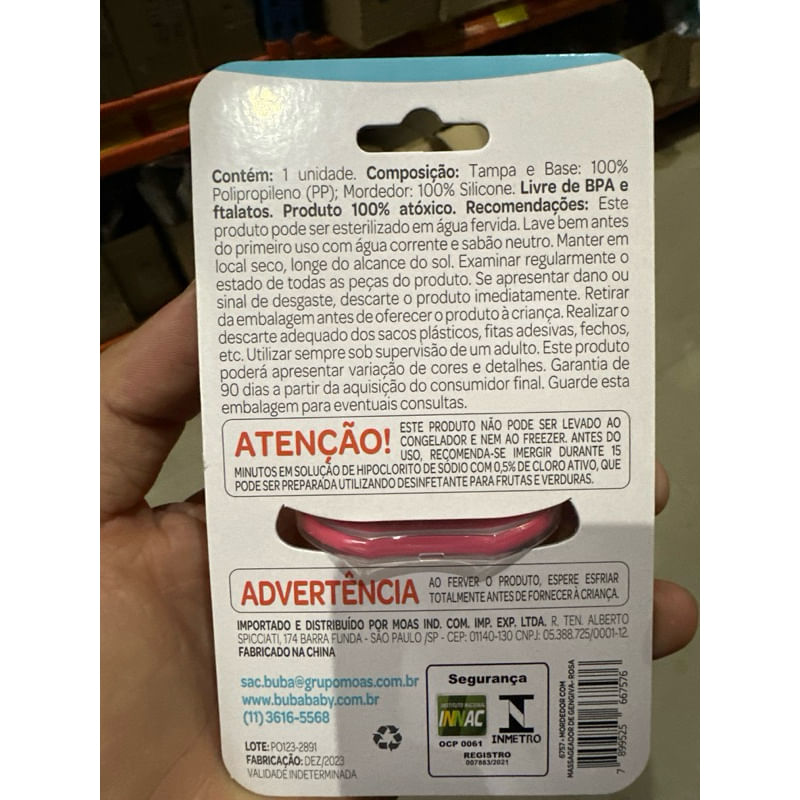 Contém: 1 unidade. Composição: Tampa e Base: 100%
Polipropileno (PP); Mordedor: 100% Silicone. Livre de BPA e
ftalatos. Produto 100% atóxico. Recomendações: Este
produto pode ser esterilizado em água fervida. Lave bem antes
do primeiro uso com água corrente e sabão neutro. Manter em
local seco, longe do alcance do sol. Examinar regularmente o
estado de todas as peças do produto. Se apresentar dano ou
sinal de desgaste, descarte o produto imediatamente. Retirar
da embalagem antes de oferecer o produto à criança. Realizar o
descarte adequado dos sacos plásticos, fitas adesivas, fechos,
etc. Utilizar sempre sob supervisão de um adulto. Este produto
poderá apresentar variação de cores e detalhes. Garantia de
90 dias a partir da aquisição do consumidor final. Guarde esta
embalagem para eventuais consultas.
ATENÇÃO! ESTE PRODUTO NÃO PODE SER LEVADO AO
CONGELADOR E NEM AO FREEZER. ANTES DO
USO, RECOMENDA-SE IMERGIR DURANTE 15
MINUTOS EM SOLUÇÃO DE HIPOCLORITO DE SÓDIO COM 0,5% DE CLORO ATIVO, QUE
PODE SER PREPARADA UTILIZANDO DESINFETANTE PARA FRUTAS E VERDURAS.
ADVERTÊNCIA AO FERVER O PRODUTO, ESPERE ESFRIAR
TOTALMENTE ANTES DE FORNECER À CRIANÇA.
IMPORTADO E DISTRIBUÍDO POR MOAS IND. COM. IMP. EXP. LTDA. R. TEN. ALBERTO
SPICCIATI, 174 BARRA FUNDA - SÃO PAULO /SP - CEP: 01140-130 CNPJ: 05.388.725/0001-12.
FABRICADO NA CHINA
sac.buba@grupomoas.com.br
www.bubababy.com.br
(11) 3616-5568
LOTE: PO123-2891
FABRICAÇÃO: DEZ/2023
VALIDADE INDETERMINADA
Segurança
INNAC
OCP 0061
INMETRO
REGISTRO
007883/2021
6757 - MORDEDOR COM
MASSAGEADOR DE GENGIVA - ROSA
7 899525 667576